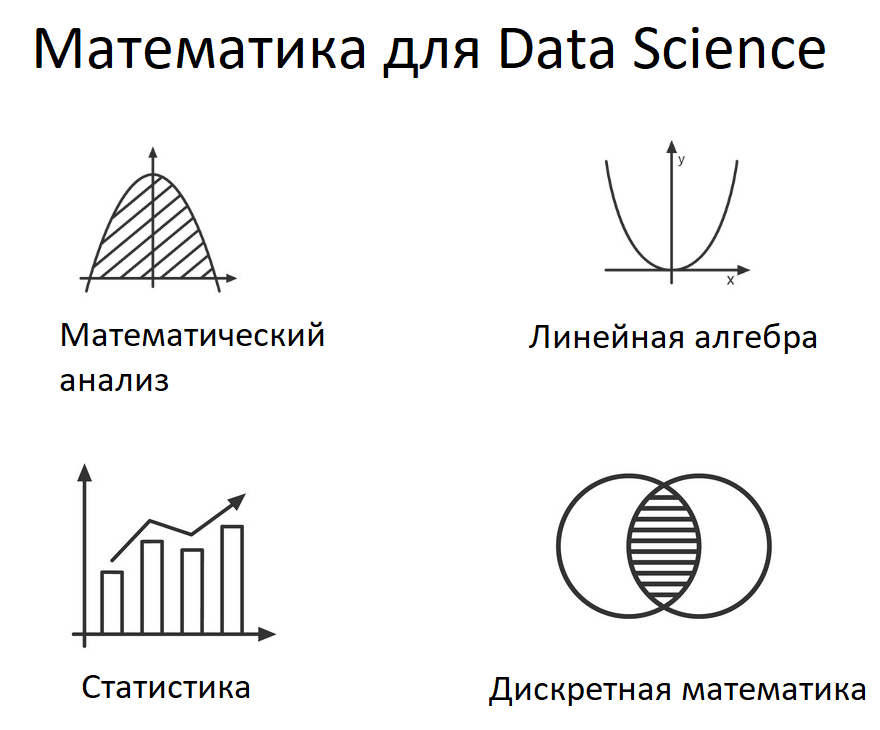 Математика для Data Science
y
x
Математический
анализ
Линейная алгебра
Статистика
Дискретная математика